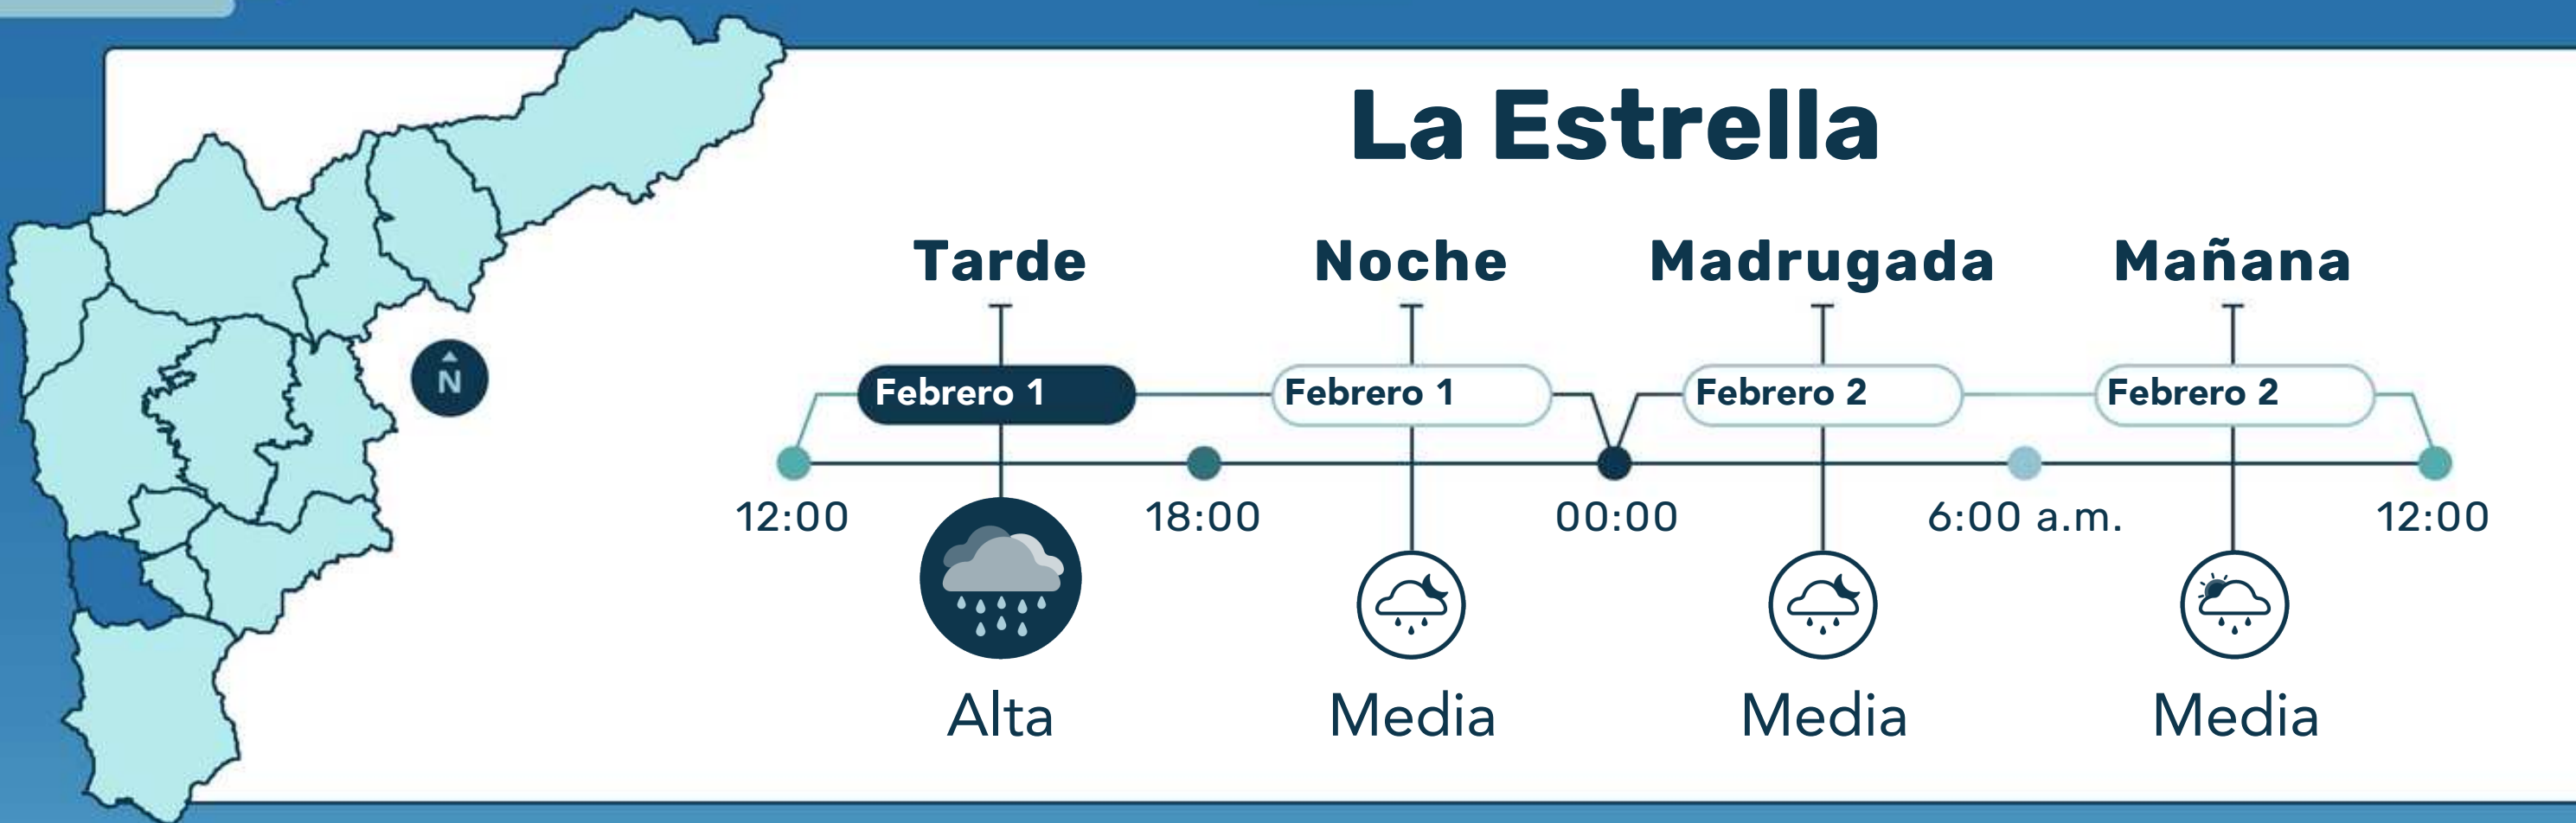 La Estrella
Tarde Noche Madrugada Mañana
N
Febrero 1 Febrero 1 Febrero 2 Febrero 2
12:00 18:00 00:00 6:00 a.m. 12:00
Alta Media Media Media